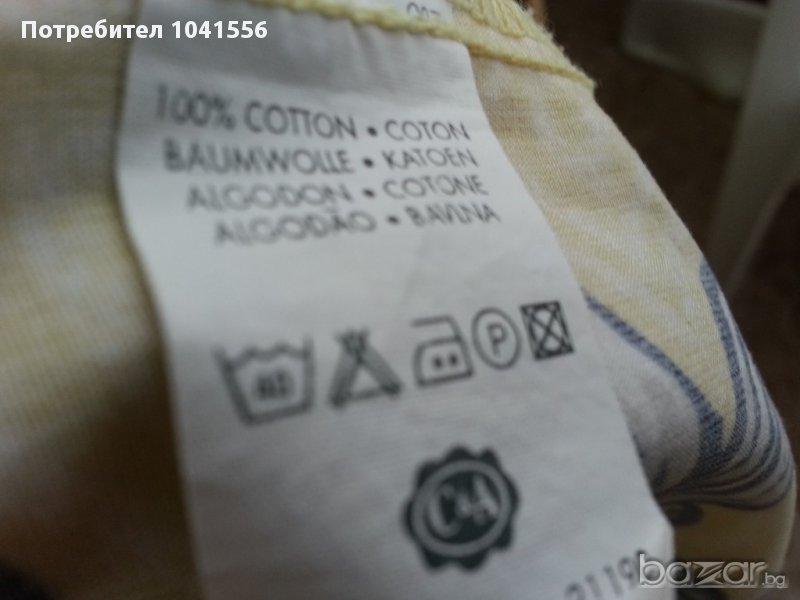 Потребител 1041556
100% COTTON • COTON
BAUMWOLLE • KATOEN
ALGODON • COTONE
ALGODÃO • BAVLNA
40 P
C&A
bazar.bg